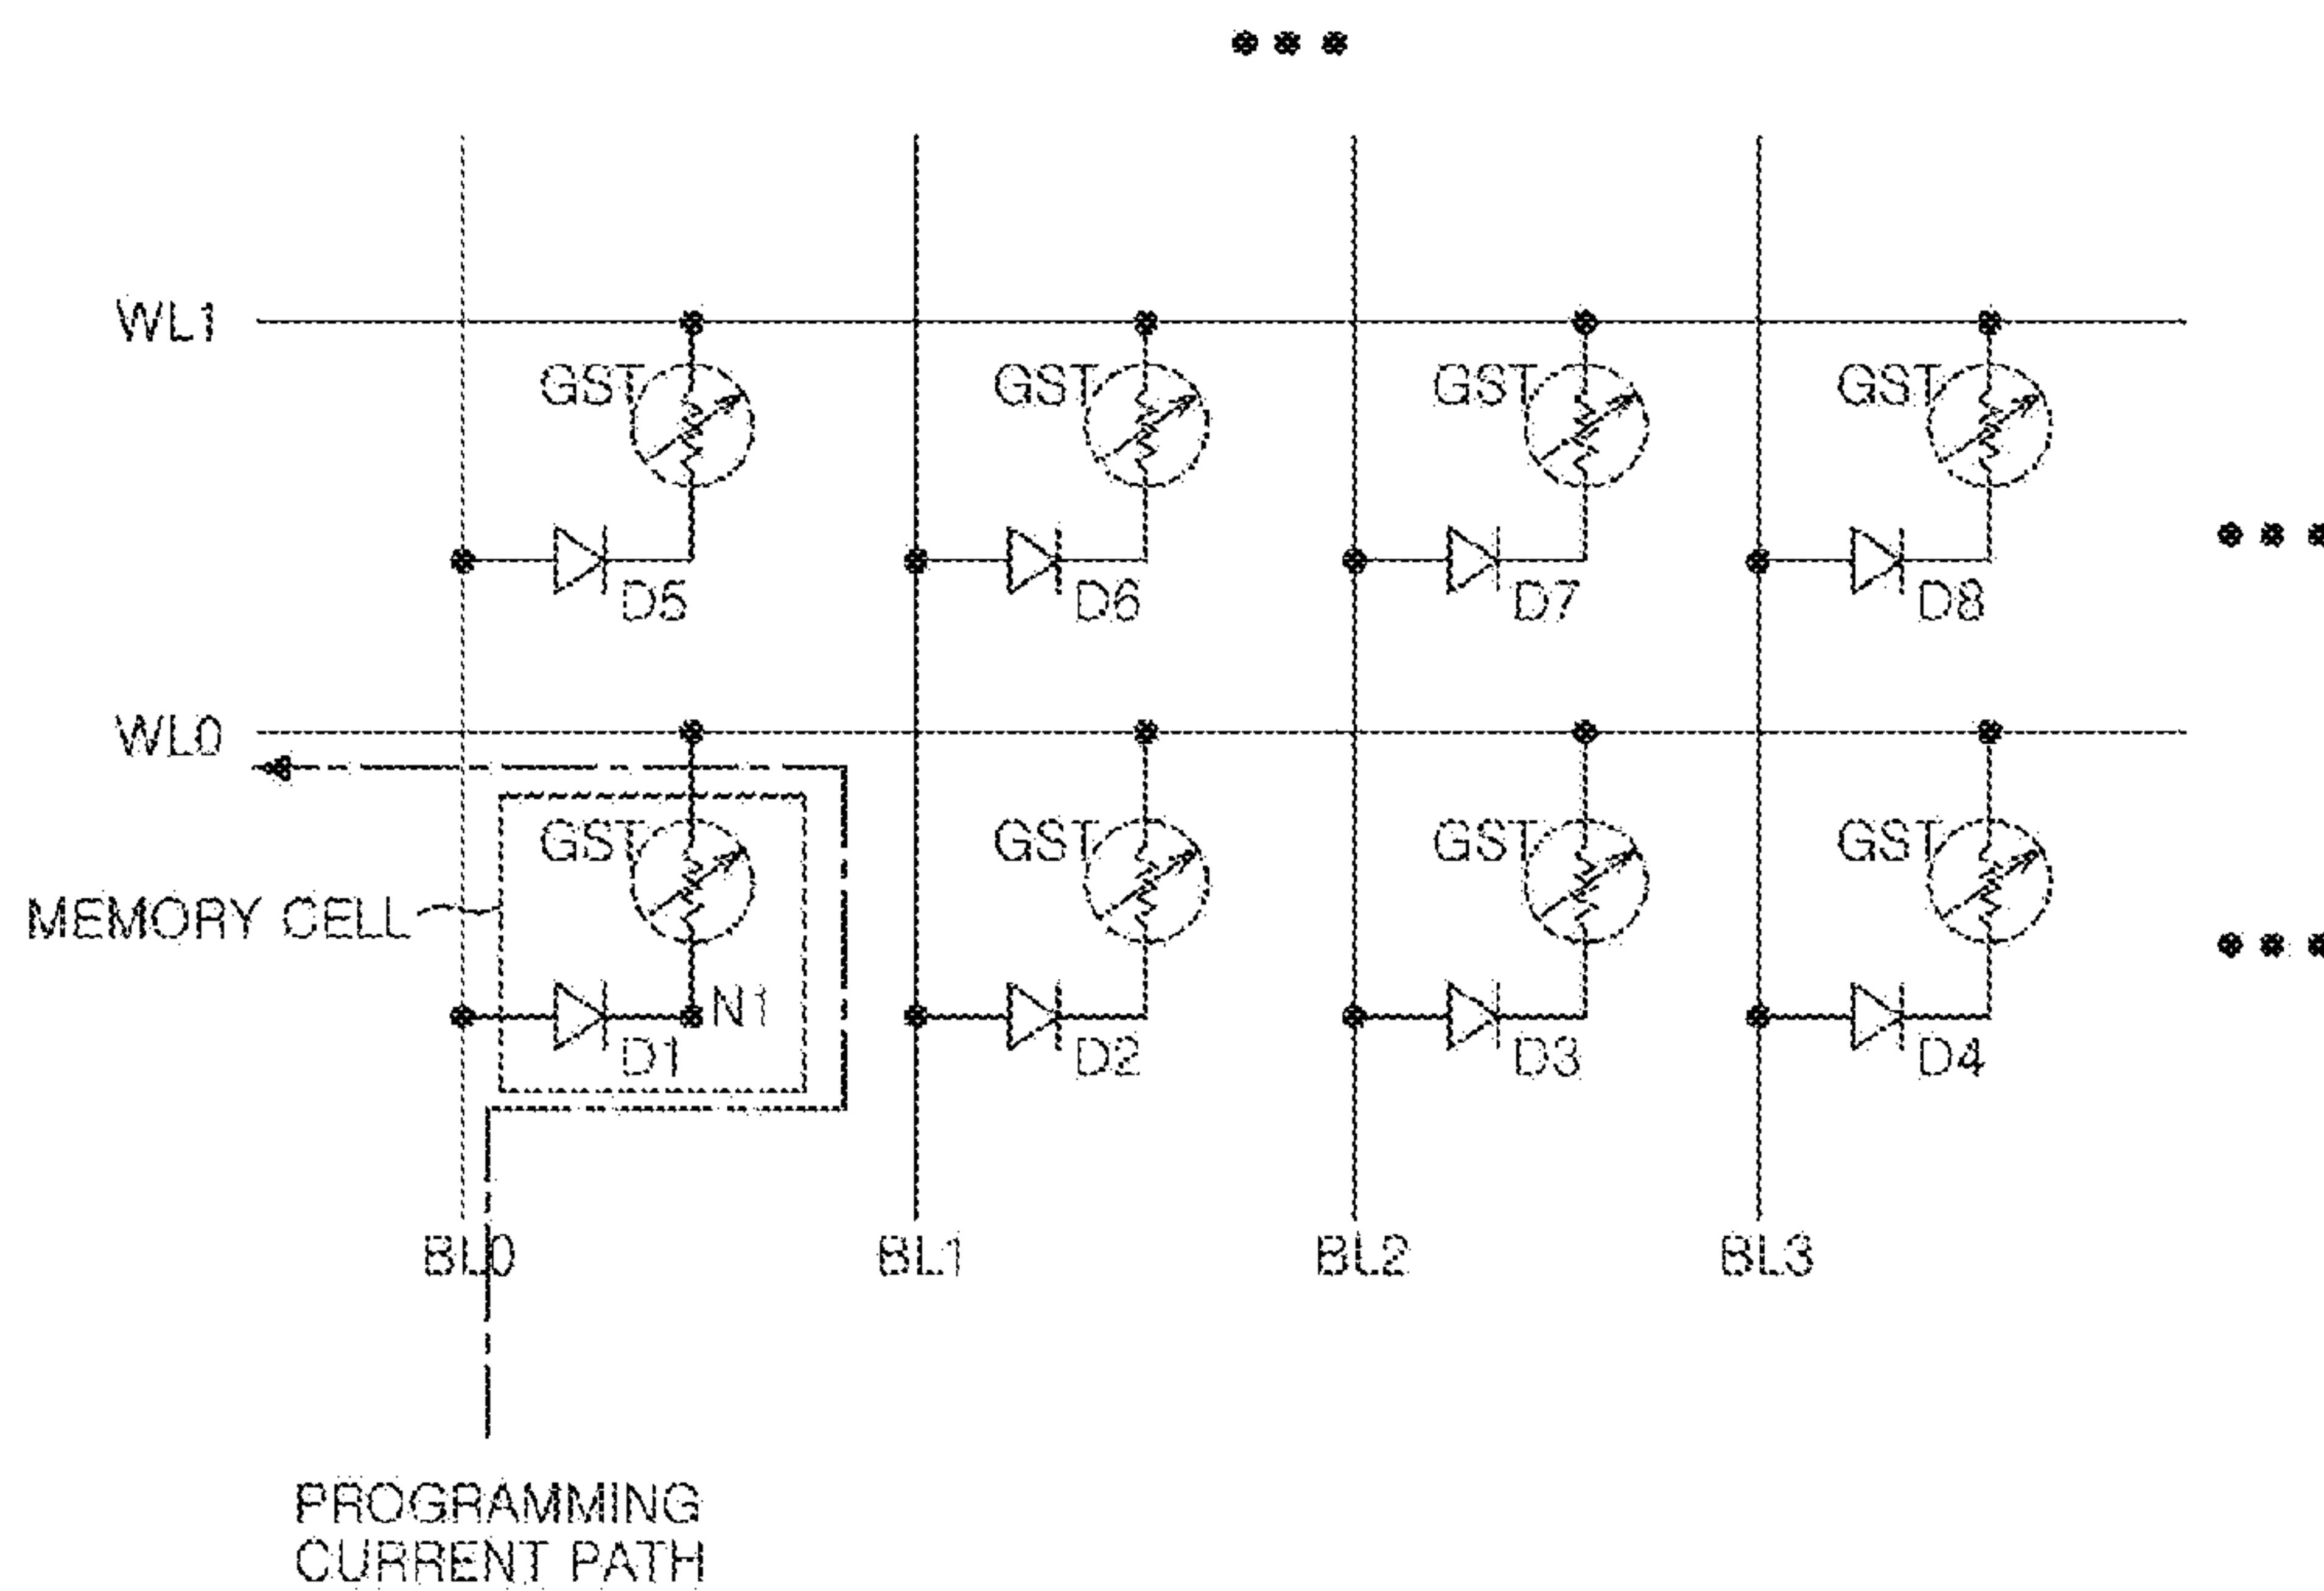 WL1
GST GST GST GST
D5 D6 D7 D8
WL0
GST GST GST GST
MEMORY CELL
N1
D1 D2 D3 D4
BL0 BL1 BL2 BL3
PROGRAMMING
CURRENT PATH